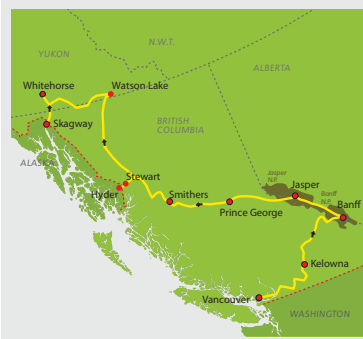 N.W.T.
YUKON
ALBERTA
Whitehorse
Watson Lake
BRITISH
COLUMBIA
Skagway
ALASKA
Stewart
Jasper
N.P.
Jasper
Hyder
Smithers
Banff
N.P.
Banff
Prince George
Kelowna
Vancouver
WASHINGTON